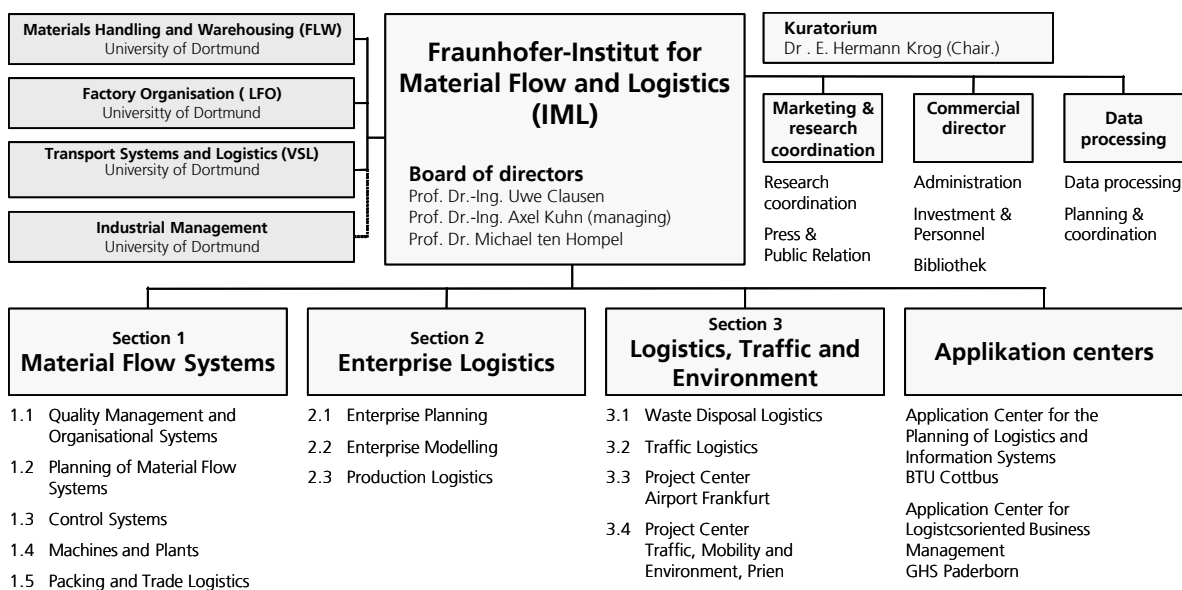 Materials Handling and Warehousing (FLW)
University of Dortmund
Factory Organisation ( LFO)
Universitty of Dortmund
Transport Systems and Logistics (VSL)
University of Dortmund
Industrial Management
University of Dortmund
Fraunhofer-Institut for
Material Flow and Logistics
(IML)
Board of directors
Prof. Dr.-Ing. Uwe Clausen
Prof. Dr.-Ing. Axel Kuhn (managing)
Prof. Dr. Michael ten Hompel
Kuratorium
Dr . E. Hermann Krog (Chair.)
Marketing &
research
coordination
Research
coordination
Press &
Public Relation
Commercial
director
Administration
Investment &
Personnel
Bibliothek
Data
processing
Data processing
Planning &
coordination
Section 1
Material Flow Systems
1.1 Quality Management and
Organisational Systems
1.2 Planning of Material Flow
Systems
1.3 Control Systems
1.4 Machines and Plants
1.5 Packing and Trade Logistics
Section 2
Enterprise Logistics
2.1 Enterprise Planning
2.2 Enterprise Modelling
2.3 Production Logistics
Section 3
Logistics, Traffic and
Environment
3.1 Waste Disposal Logistics
3.2 Traffic Logistics
3.3 Project Center
Airport Frankfurt
3.4 Project Center
Traffic, Mobility and
Environment, Prien
Applikation centers
Application Center for the
Planning of Logistics and
Information Systems
BTU Cottbus
Application Center for
Logistcsoriented Business
Management
GHS Paderborn